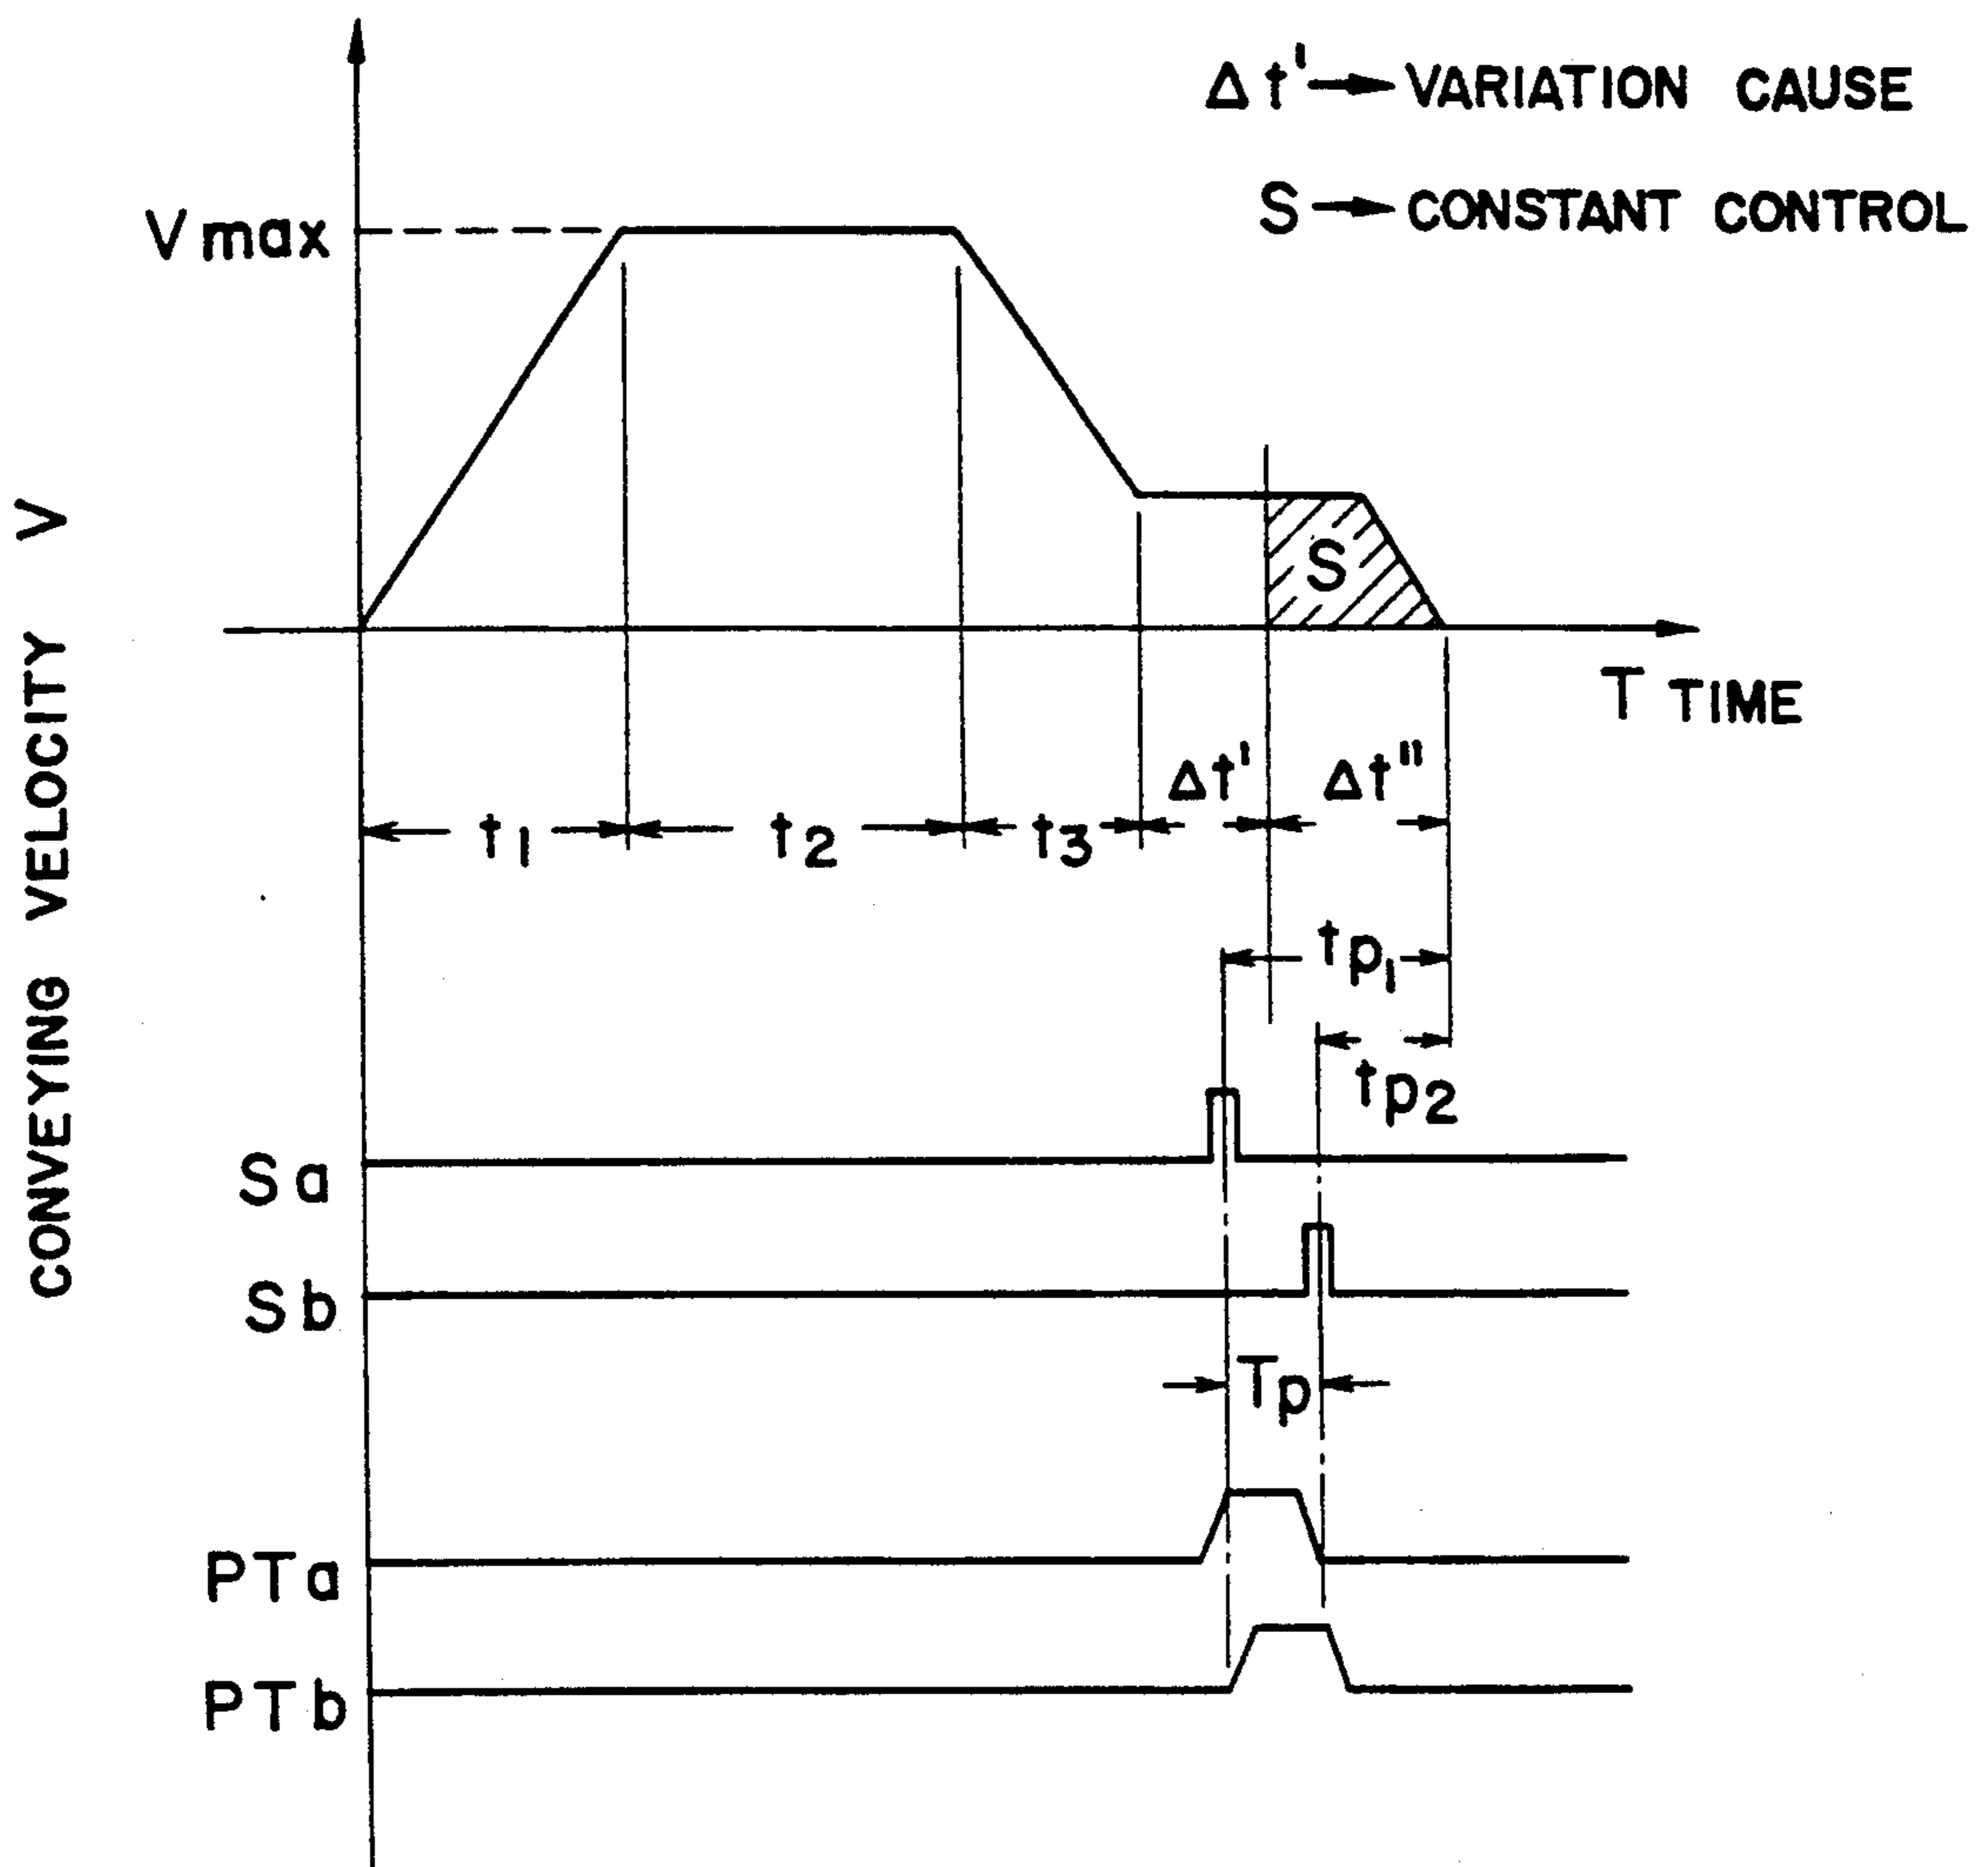 Δt' → VARIATION CAUSE
S → CONSTANT CONTROL
Vmax
CONVEYING VELOCITY V
S
T TIME
Δt' Δt"
t1 t2 t3
tp1
tp2
Sa
Sb
Tp
PTa
PTb